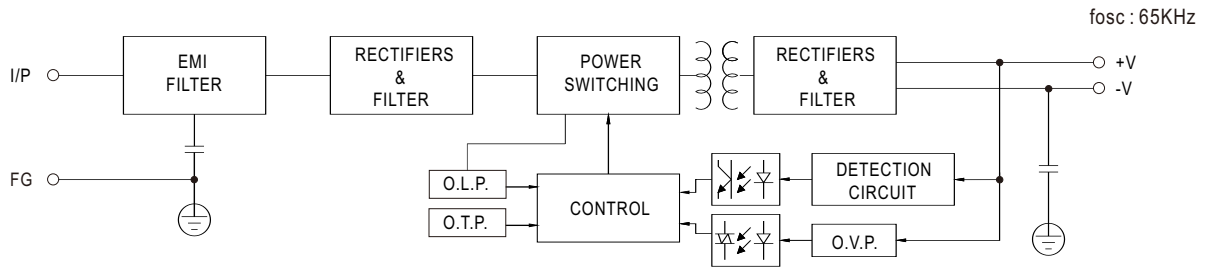 fosc : 65KHz
I/P
EMI
FILTER
RECTIFIERS
&
FILTER
POWER
SWITCHING
RECTIFIERS
&
FILTER
+V
-V
FG
O.L.P.
O.T.P.
CONTROL
DETECTION
CIRCUIT
O.V.P.